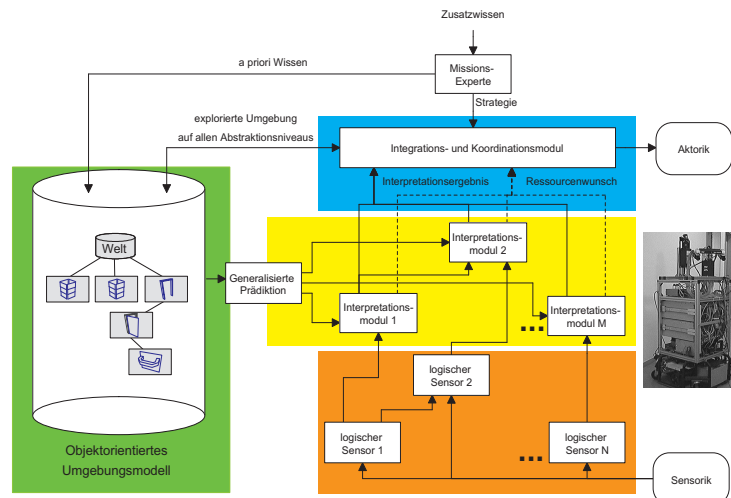 Zusatzwissen
a priori Wissen
Missions-
Experte
Strategie
explorierte Umgebung
auf allen Abstraktionsniveaus
Integrations- und Koordinationsmodul
Aktorik
Interpretationsergebnis
Ressourcenwunsch
Welt
Generalisierte
Prädiktion
Interpretations-
modul 2
Interpretations-
modul 1
...
Interpretations-
modul M
logischer
Sensor 2
logischer
Sensor 1
...
logischer
Sensor N
Objektorientiertes
Umgebungsmodell
Sensorik